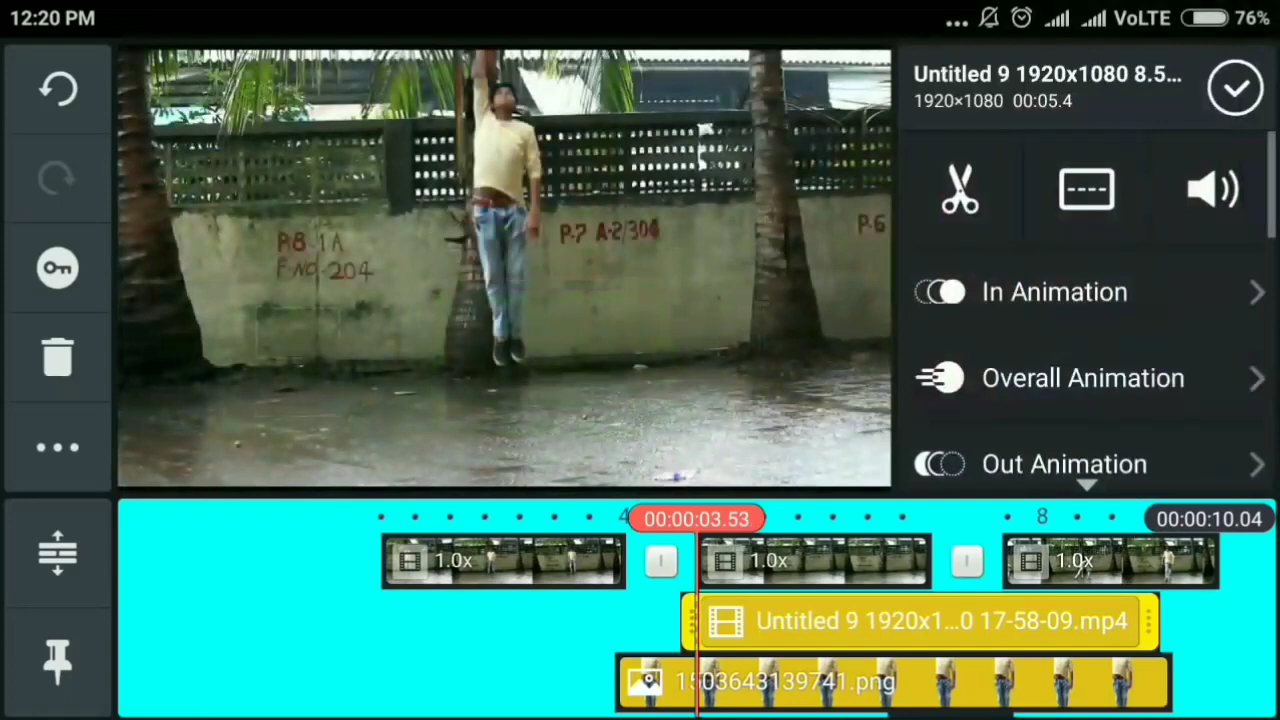 12:20 PM
... VoLTE 76%
Untitled 9 1920x1080 8.5...
1920×1080 00:05.4
P.8 1A
F.NO-204
P-7 A-2/304
P-6
In Animation
Overall Animation
Out Animation
4 00:00:03.53 8 00:00:10.04
1.0x 1.0x 1.0x
Untitled 9 1920x1...0 17-58-09.mp4
1503643139741.png